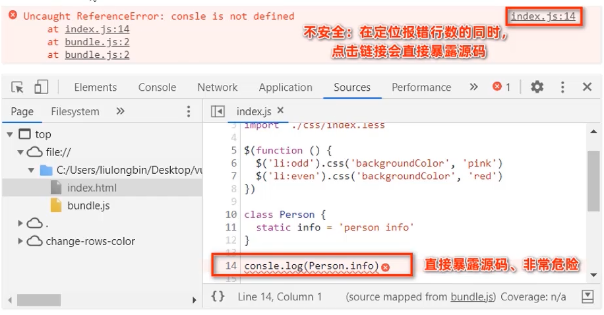 Uncaught ReferenceError: consle is not defined
index.js:14
at index.js:14
at bundle.js:2
at bundle.js:2
不安全：在定位报错行数的同时，
点击链接会直接暴露源码
Elements Console Network Application Sources Performance » 1
Page Filesystem »
index.js ×
top
file://
C:/Users/liulongbin/Desktop/vu
index.html
bundle.js
.
change-rows-color
3 import './css/index.less'
4
5 $(function () {
6 $('li:odd').css('backgroundColor', 'pink')
7 $('li:even').css('backgroundColor', 'red')
8 })
9
10 class Person {
11 static info = 'person info'
12 }
13
14 consle.log(Person.info)
直接暴露源码、非常危险
{} Line 14, Column 1 (source mapped from bundle.js) Coverage: n/a